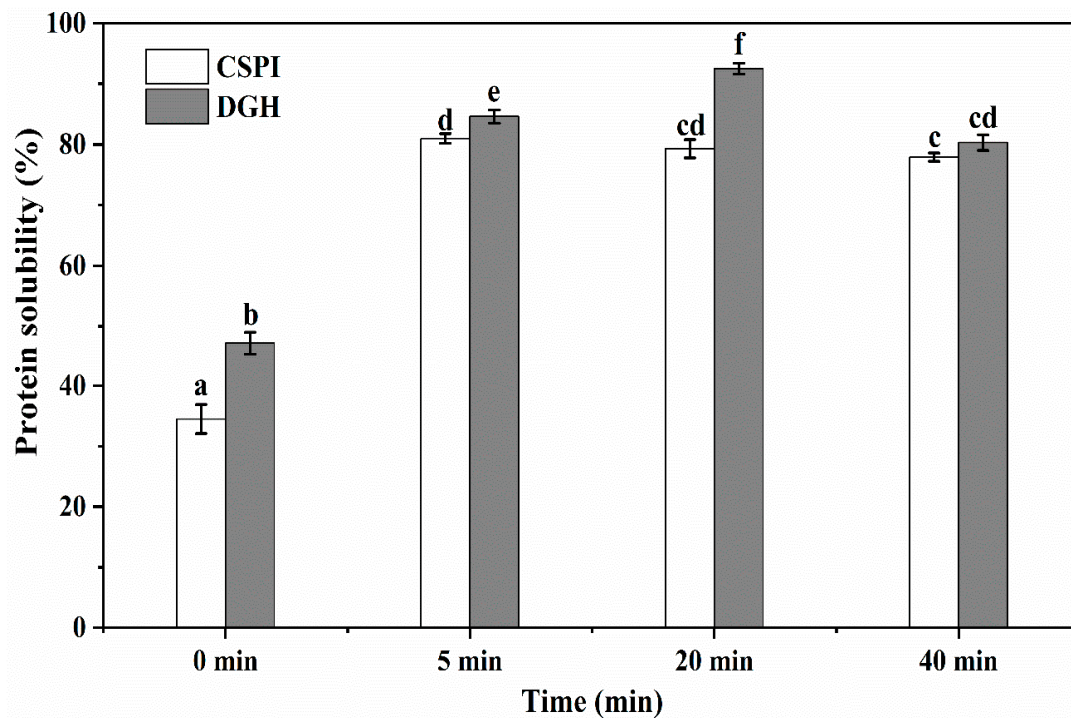 Protein solubility (%)
100
80
60
40
20
0
CSPI
DGH
a
b
d
e
cd
f
c
cd
0 min
5 min
20 min
40 min
Time (min)